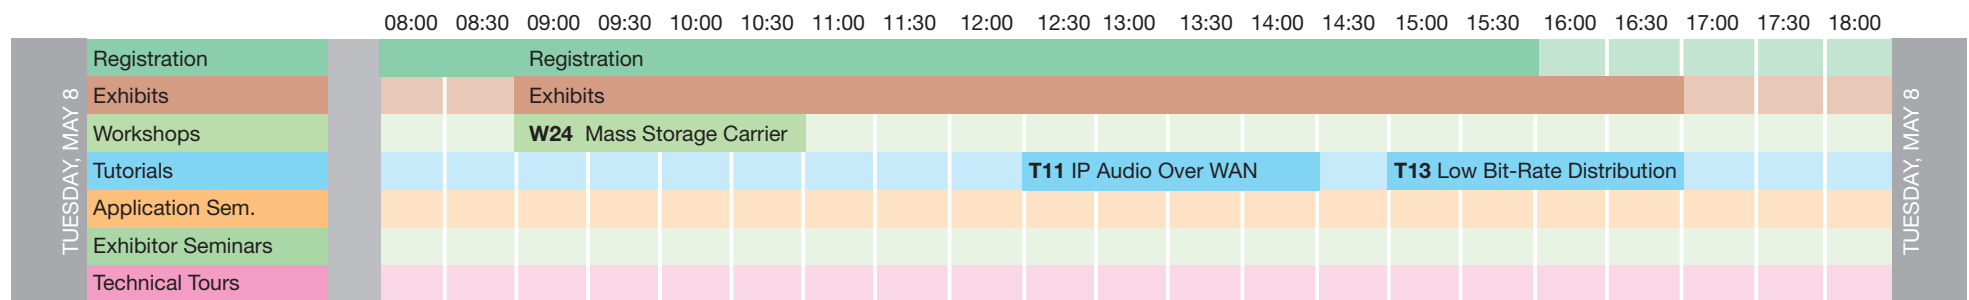 08:00 08:30 09:00 09:30 10:00 10:30 11:00 11:30 12:00 12:30 13:00 13:30 14:00 14:30 15:00 15:30 16:00 16:30 17:00 17:30 18:00
TUESDAY, MAY 8
Registration Registration
Exhibits Exhibits
Workshops W24 Mass Storage Carrier
Tutorials T11 IP Audio Over WAN T13 Low Bit-Rate Distribution
Application Sem.
Exhibitor Seminars
Technical Tours
TUESDAY, MAY 8